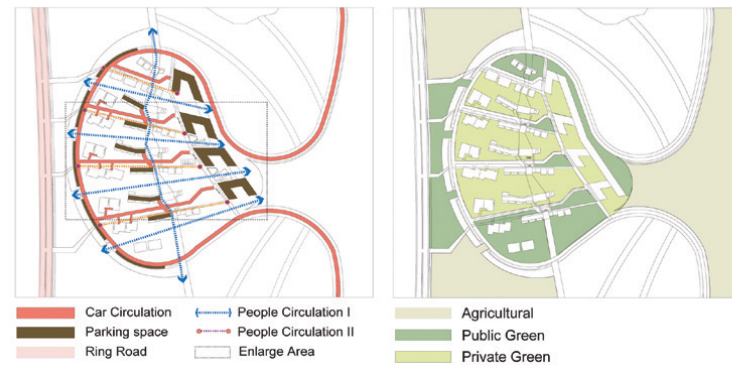 Car Circulation
People Circulation I
Parking space
People Circulation II
Ring Road
Enlarge Area
Agricultural
Public Green
Private Green